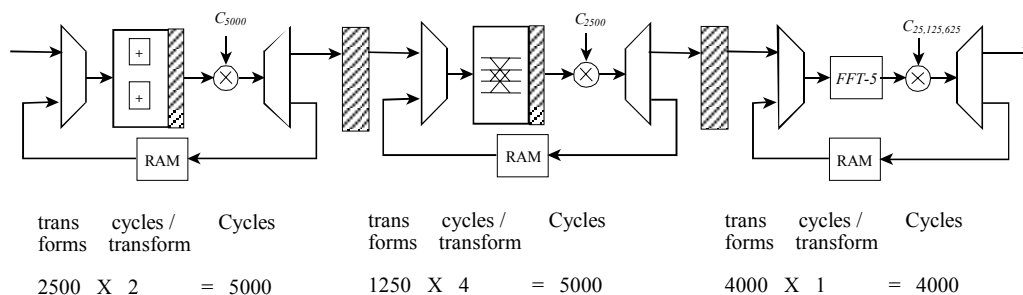 C5000
C2500
C25,125,625
+
+
FFT-5
RAM
RAM
RAM
trans forms cycles / transform Cycles
2500 X 2 = 5000
trans forms cycles / transform Cycles
1250 X 4 = 5000
trans forms cycles / transform Cycles
4000 X 1 = 4000